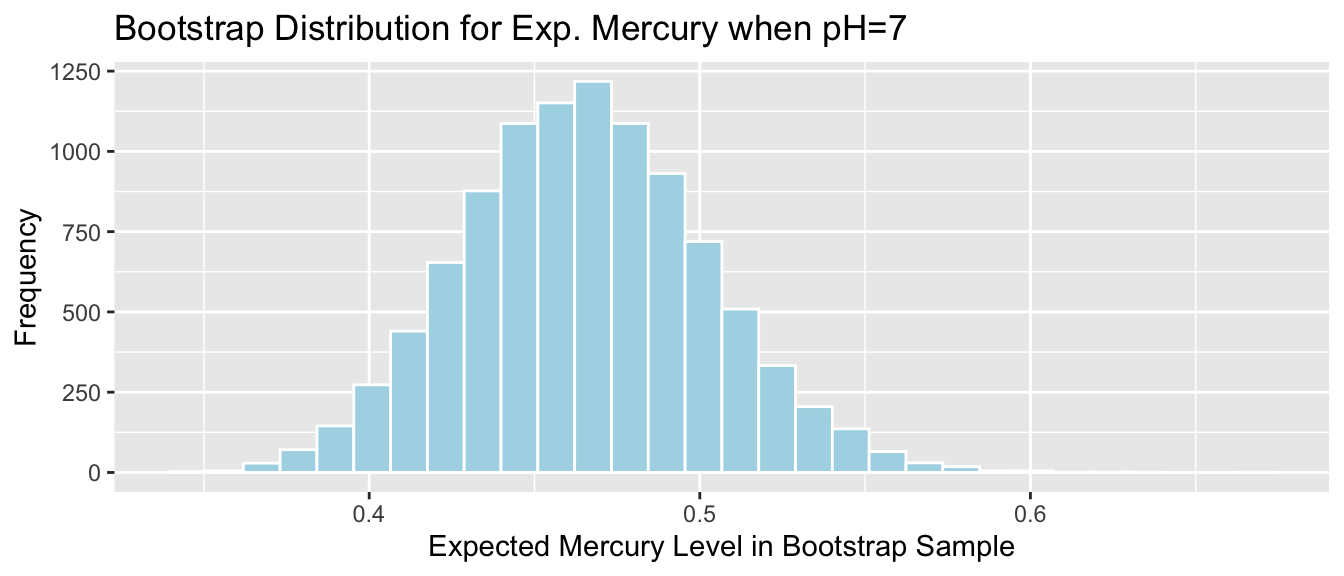 Bootstrap Distribution for Exp. Mercury when pH=7
1250
1000
750
500
250
0
Frequency
0.4 0.5 0.6
Expected Mercury Level in Bootstrap Sample